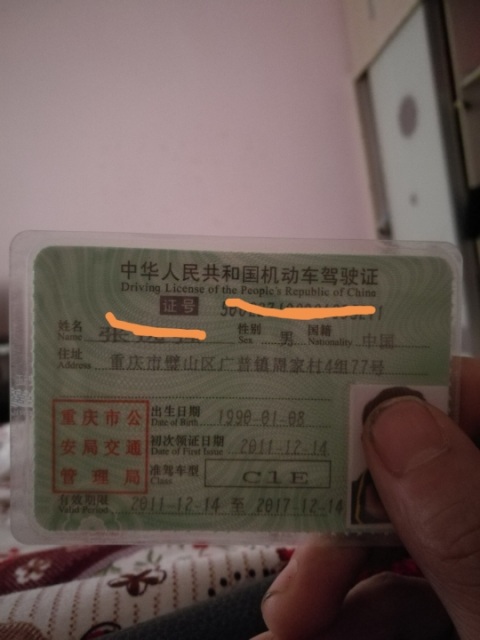 中华人民共和国机动车驾驶证
Driving License of the People's Republic of China
证号
姓名 Name 张 性别 Sex 男 国籍 Nationality 中国
住址 Address 重庆市璧山区广普镇周家村4组77号
重庆市公安局交通管理局
出生日期 Date of Birth 1990-01-08
初次领证日期 Date of First Issue 2011-12-14
准驾车型 Class C1E
有效期限 Valid Period 2011-12-14 至 2017-12-14